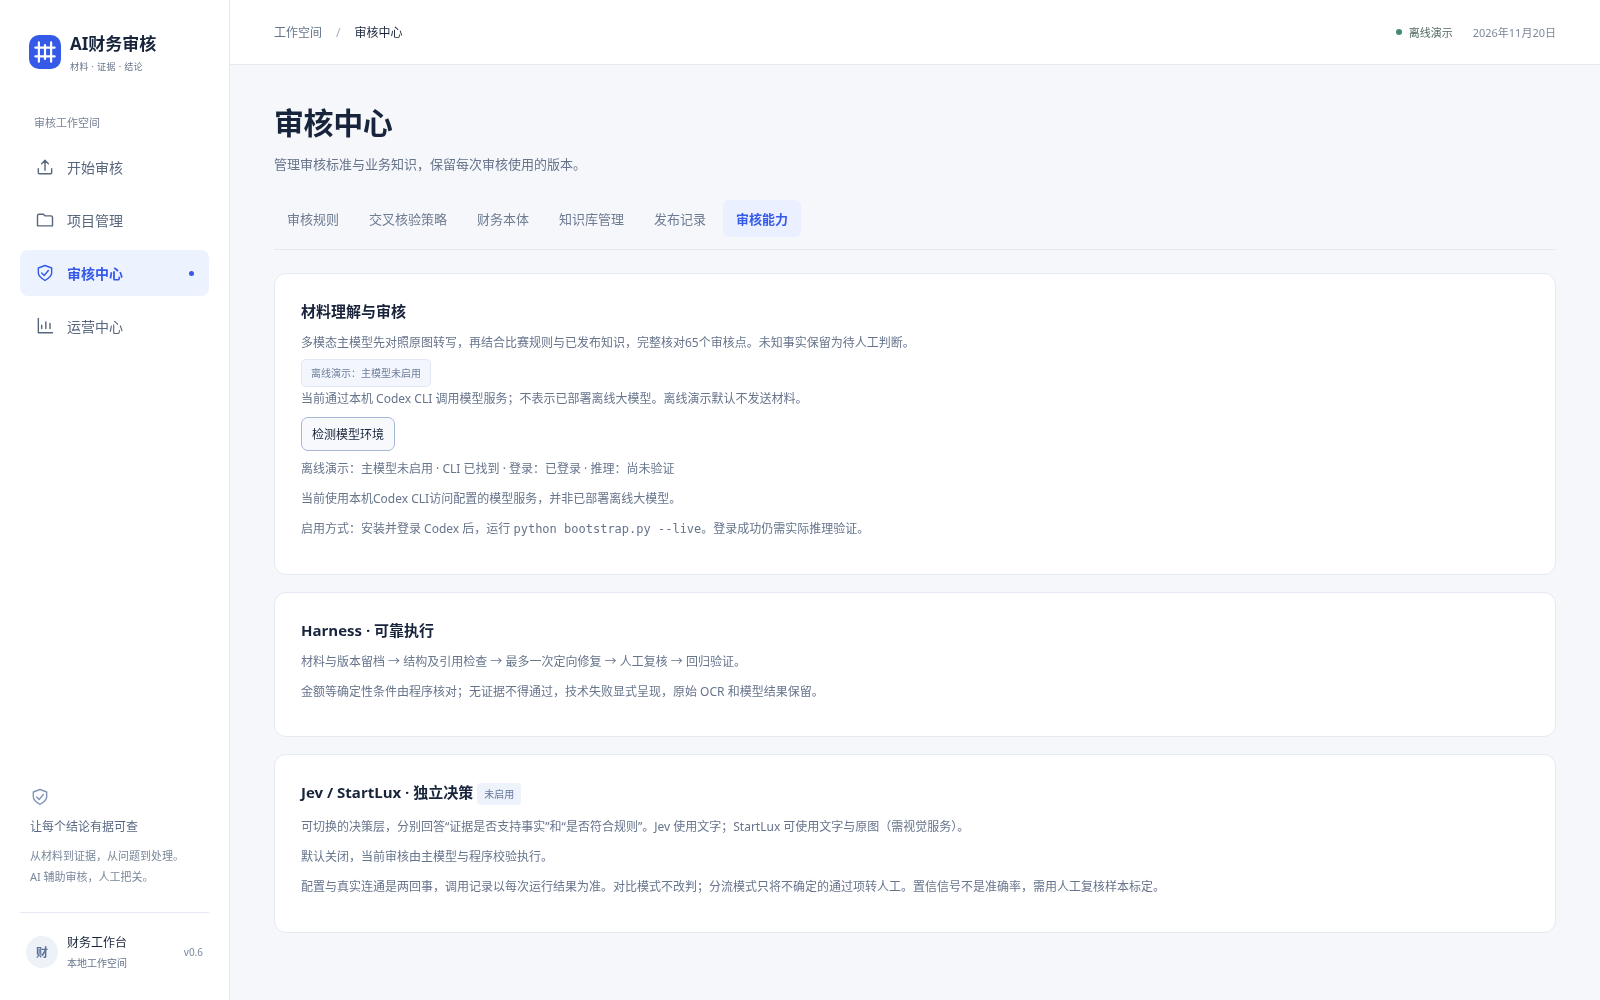 AI财务审核
材料 · 证据 · 结论
审核工作空间
开始审核
项目管理
审核中心
运营中心
让每个结论有据可查
从材料到证据，从问题到处理。
AI 辅助审核，人工把关。
财
财务工作台
本地工作空间
v0.6
工作空间 / 审核中心
离线演示 2026年11月20日
审核中心
管理审核标准与业务知识，保留每次审核使用的版本。
审核规则 交叉核验策略 财务本体 知识库管理 发布记录 审核能力
材料理解与审核
多模态主模型先对照原图转写，再结合比赛规则与已发布知识，完整核对65个审核点。未知事实保留为待人工判断。
离线演示：主模型未启用
当前通过本机 Codex CLI 调用模型服务；不表示已部署离线大模型。离线演示默认不发送材料。
检测模型环境
离线演示：主模型未启用 · CLI 已找到 · 登录：已登录 · 推理：尚未验证
当前使用本机Codex CLI访问配置的模型服务，并非已部署离线大模型。
启用方式：安装并登录 Codex 后，运行 python bootstrap.py --live。登录成功仍需实际推理验证。
Harness · 可靠执行
材料与版本留档 → 结构及引用检查 → 最多一次定向修复 → 人工复核 → 回归验证。
金额等确定性条件由程序核对；无证据不得通过，技术失败显式呈现，原始 OCR 和模型结果保留。
Jev / StartLux · 独立决策 未启用
可切换的决策层，分别回答“证据是否支持事实”和“是否符合规则”。Jev 使用文字；StartLux 可使用文字与原图（需视觉服务）。
默认关闭，当前审核由主模型与程序校验执行。
配置与真实连通是两回事，调用记录以每次运行结果为准。对比模式不改判；分流模式只将不确定的通过项转人工。置信信号不是准确率，需用人工复核样本标定。